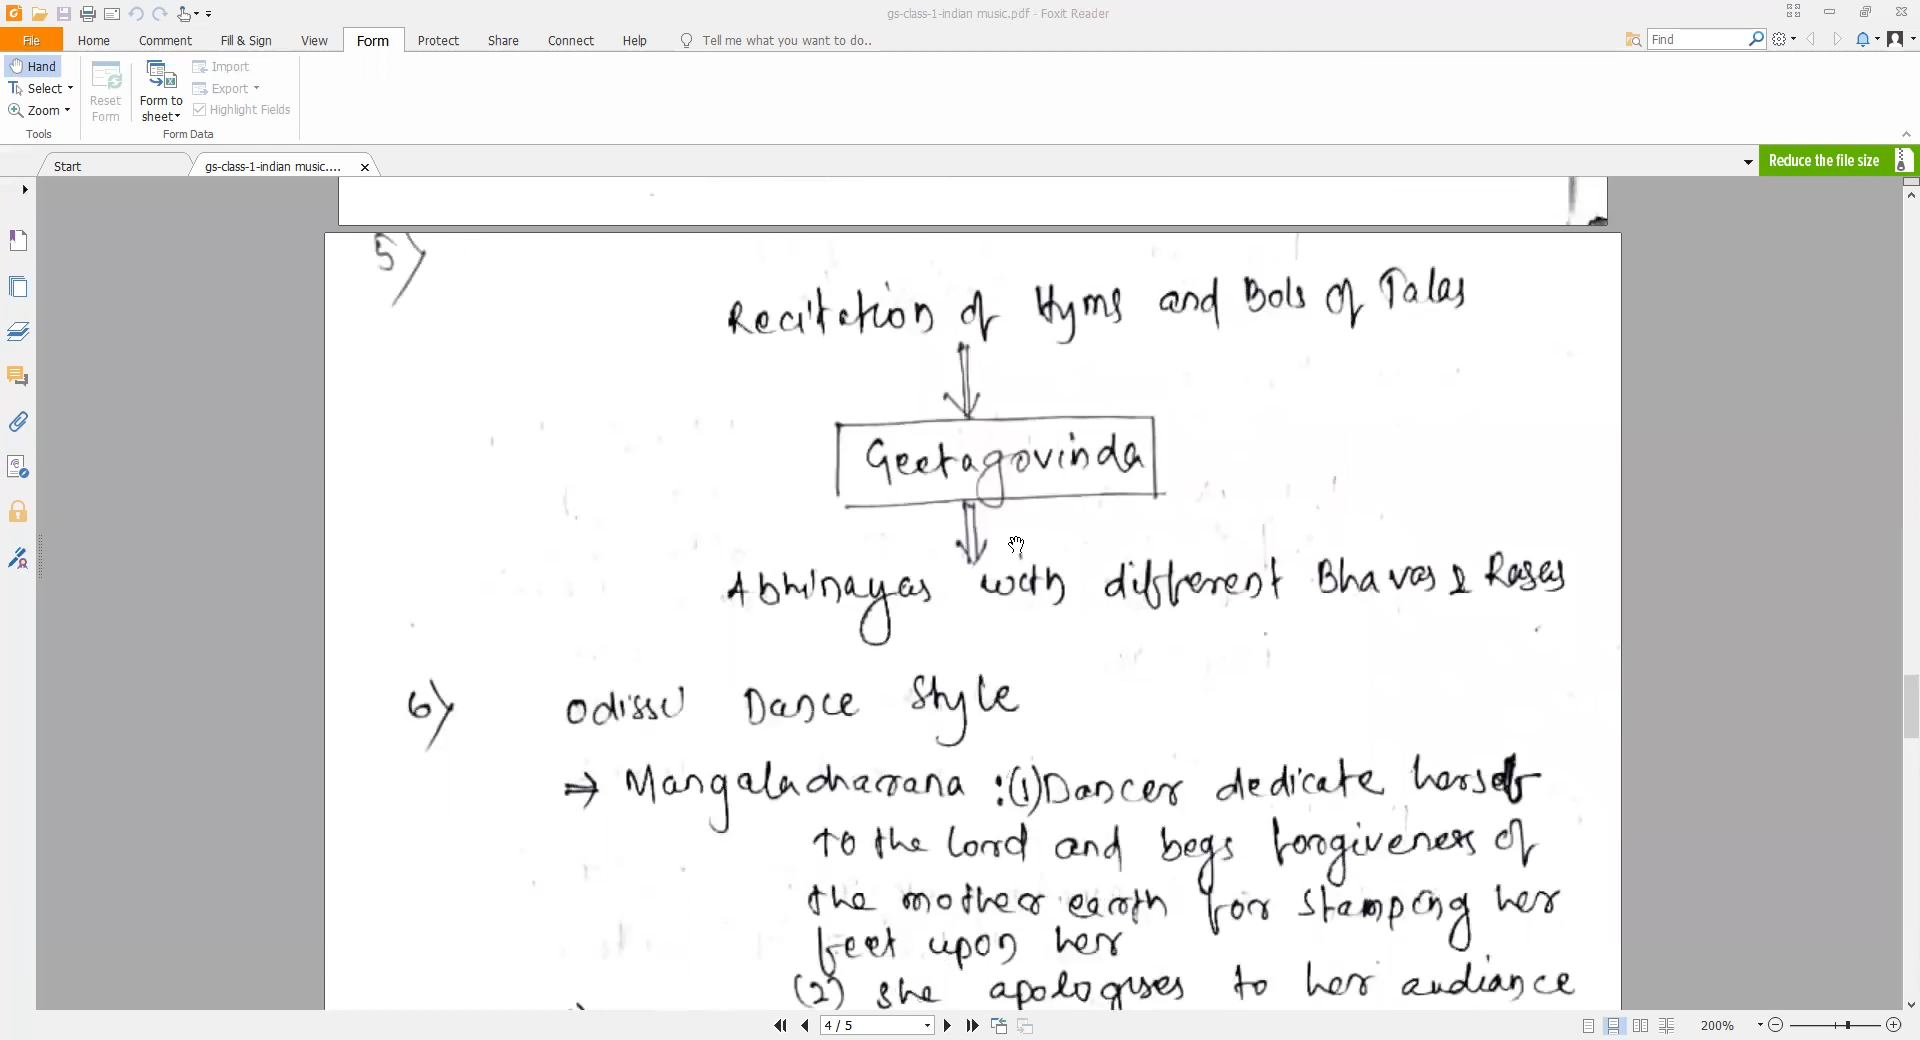 gs-class-1-indian music.pdf - Foxit Reader
File Home Comment Fill & Sign View Form Protect Share Connect Help Tell me what you want to do.. Find
Hand
Select
Zoom
Tools
Reset Form
Form to sheet
Import
Export
Highlight Fields
Form Data
Start
gs-class-1-indian music....
Reduce the file size
5)
Recitation of Hyms and Bols of Talas
Geetagovinda
Abhinayas with different Bhavas & Rasas
6) Odissi Dance Style
⇒ Mangaladharrana :(1) Dancer dedicate herself
to the lord and begs forgiveness of
the mother earth for stamping her
feet upon her
(2) she apologises to her audiance
4 / 5
200%